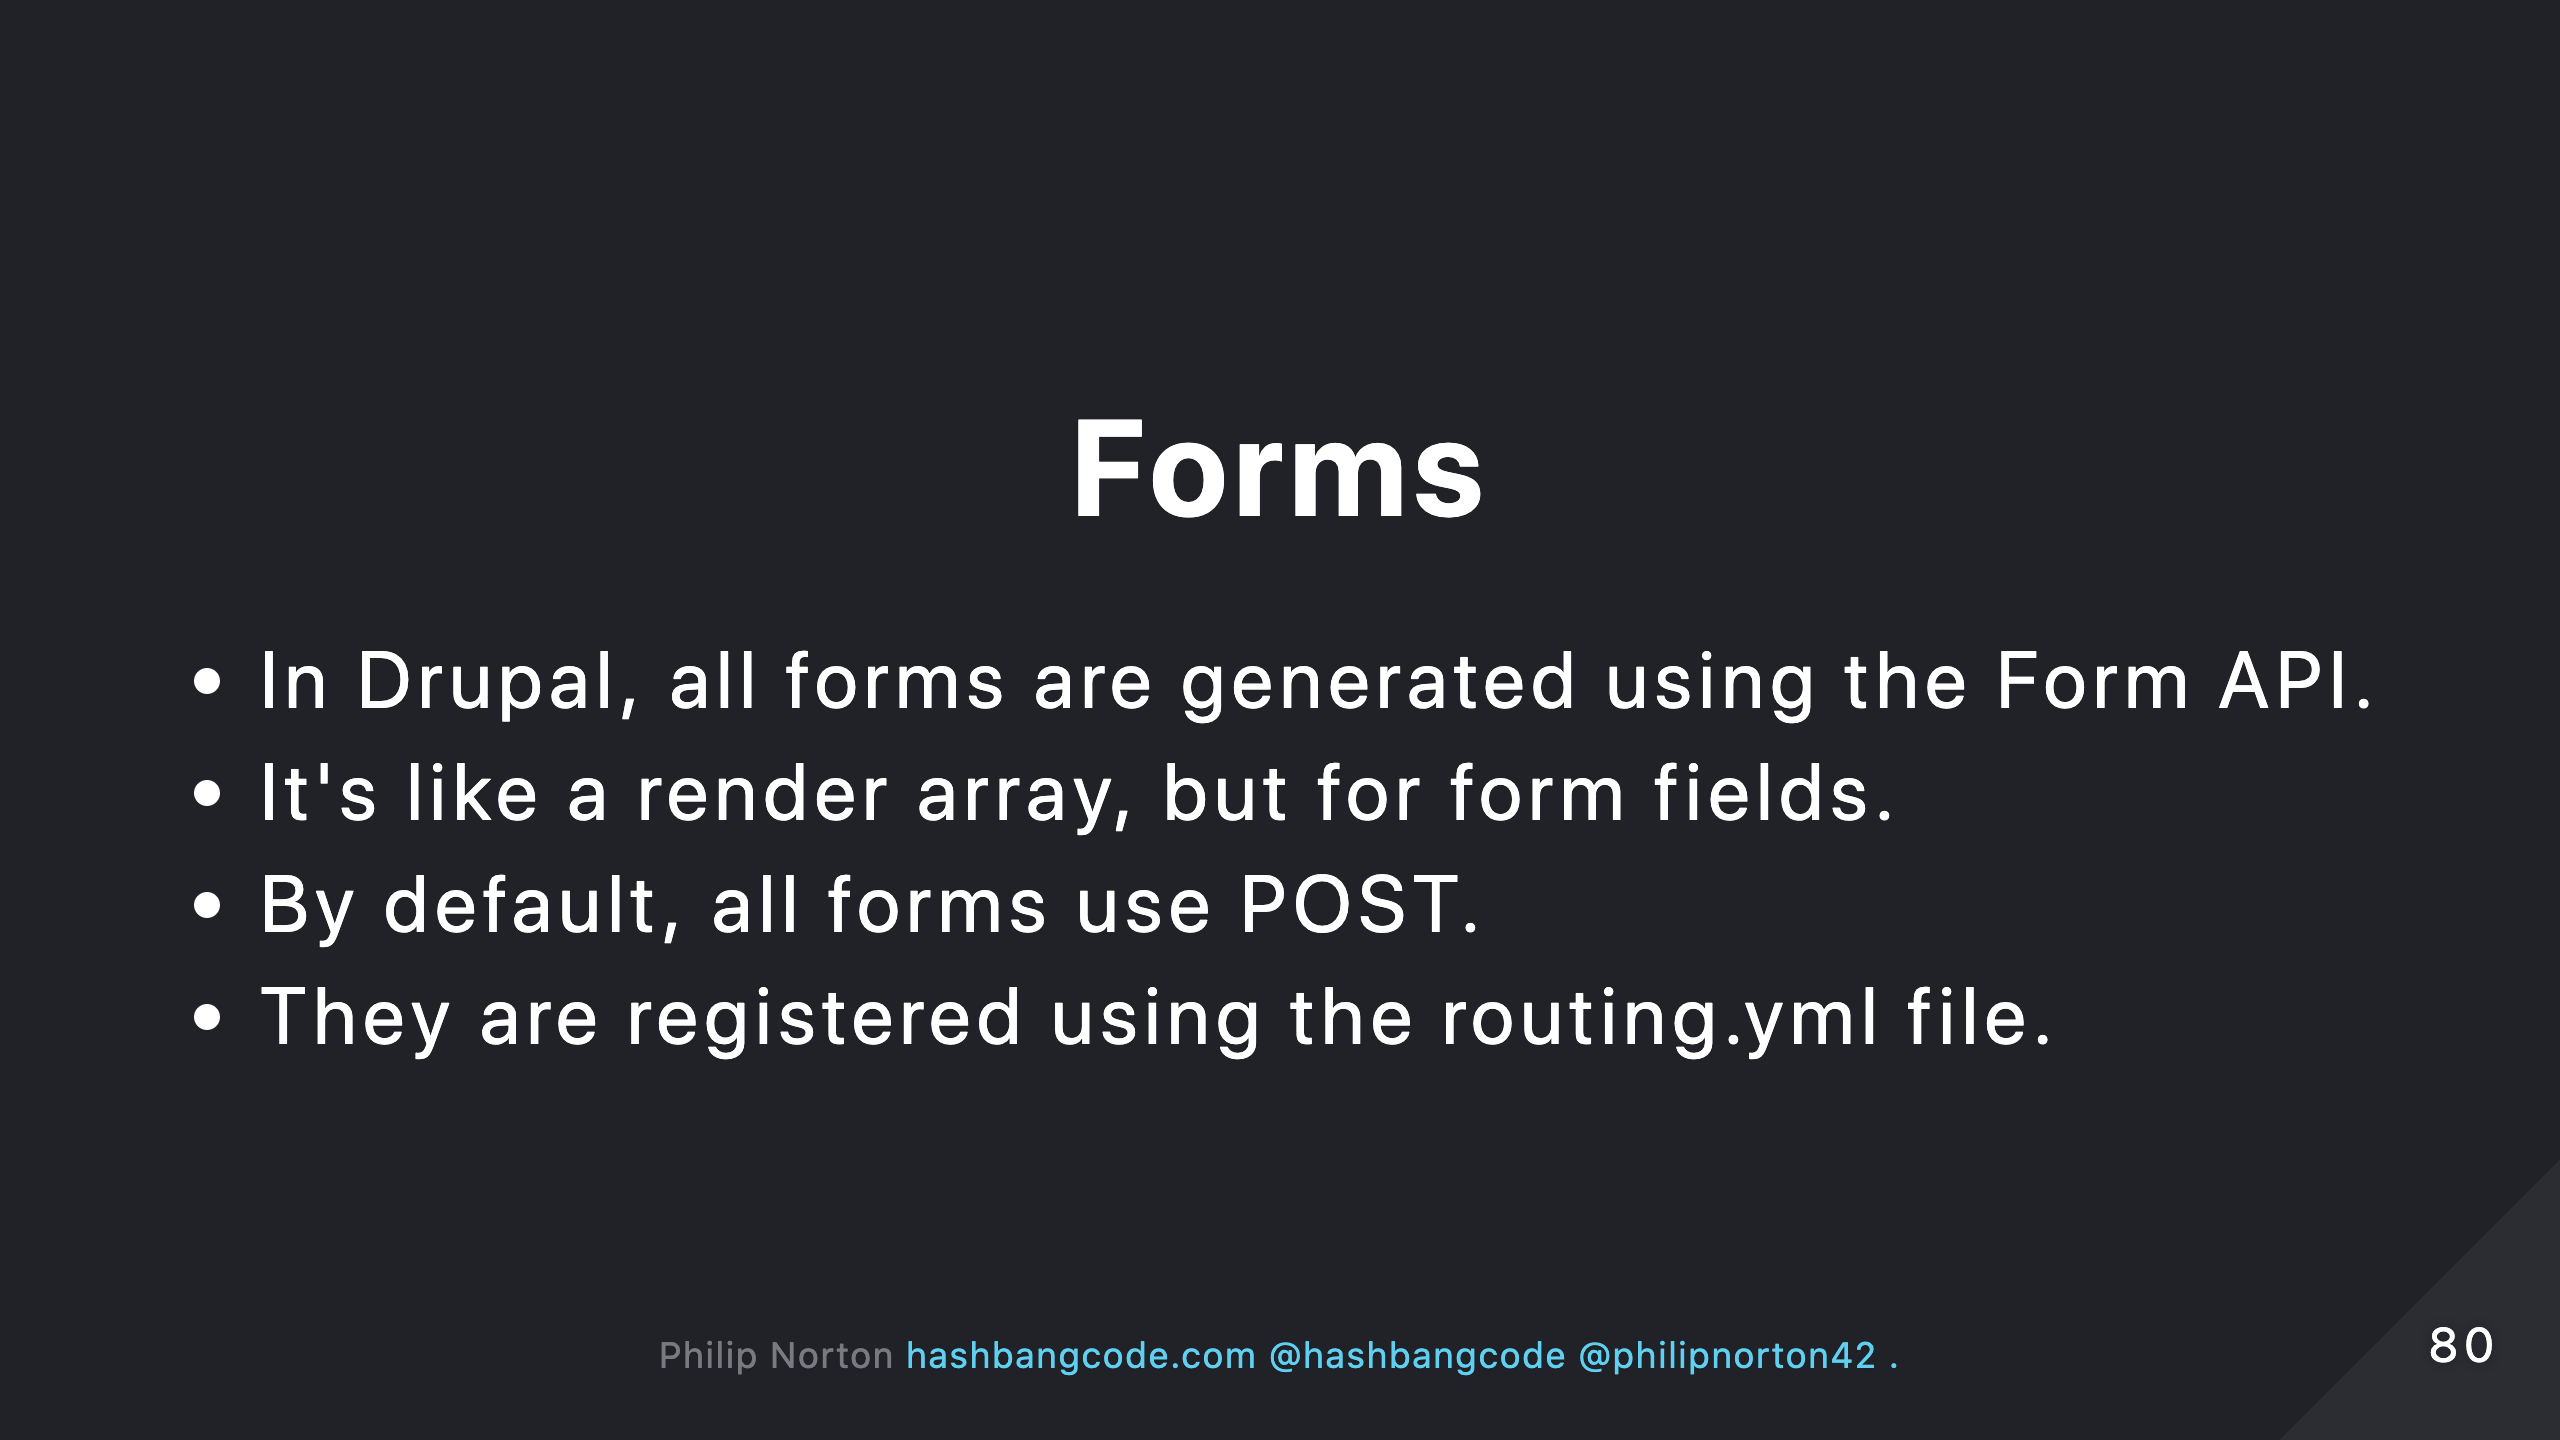 Forms
• In Drupal, all forms are generated using the Form API.
• It's like a render array, but for form fields.
• By default, all forms use POST.
• They are registered using the routing.yml file.
Philip Norton hashbangcode.com @hashbangcode @philipnorton42 .
80